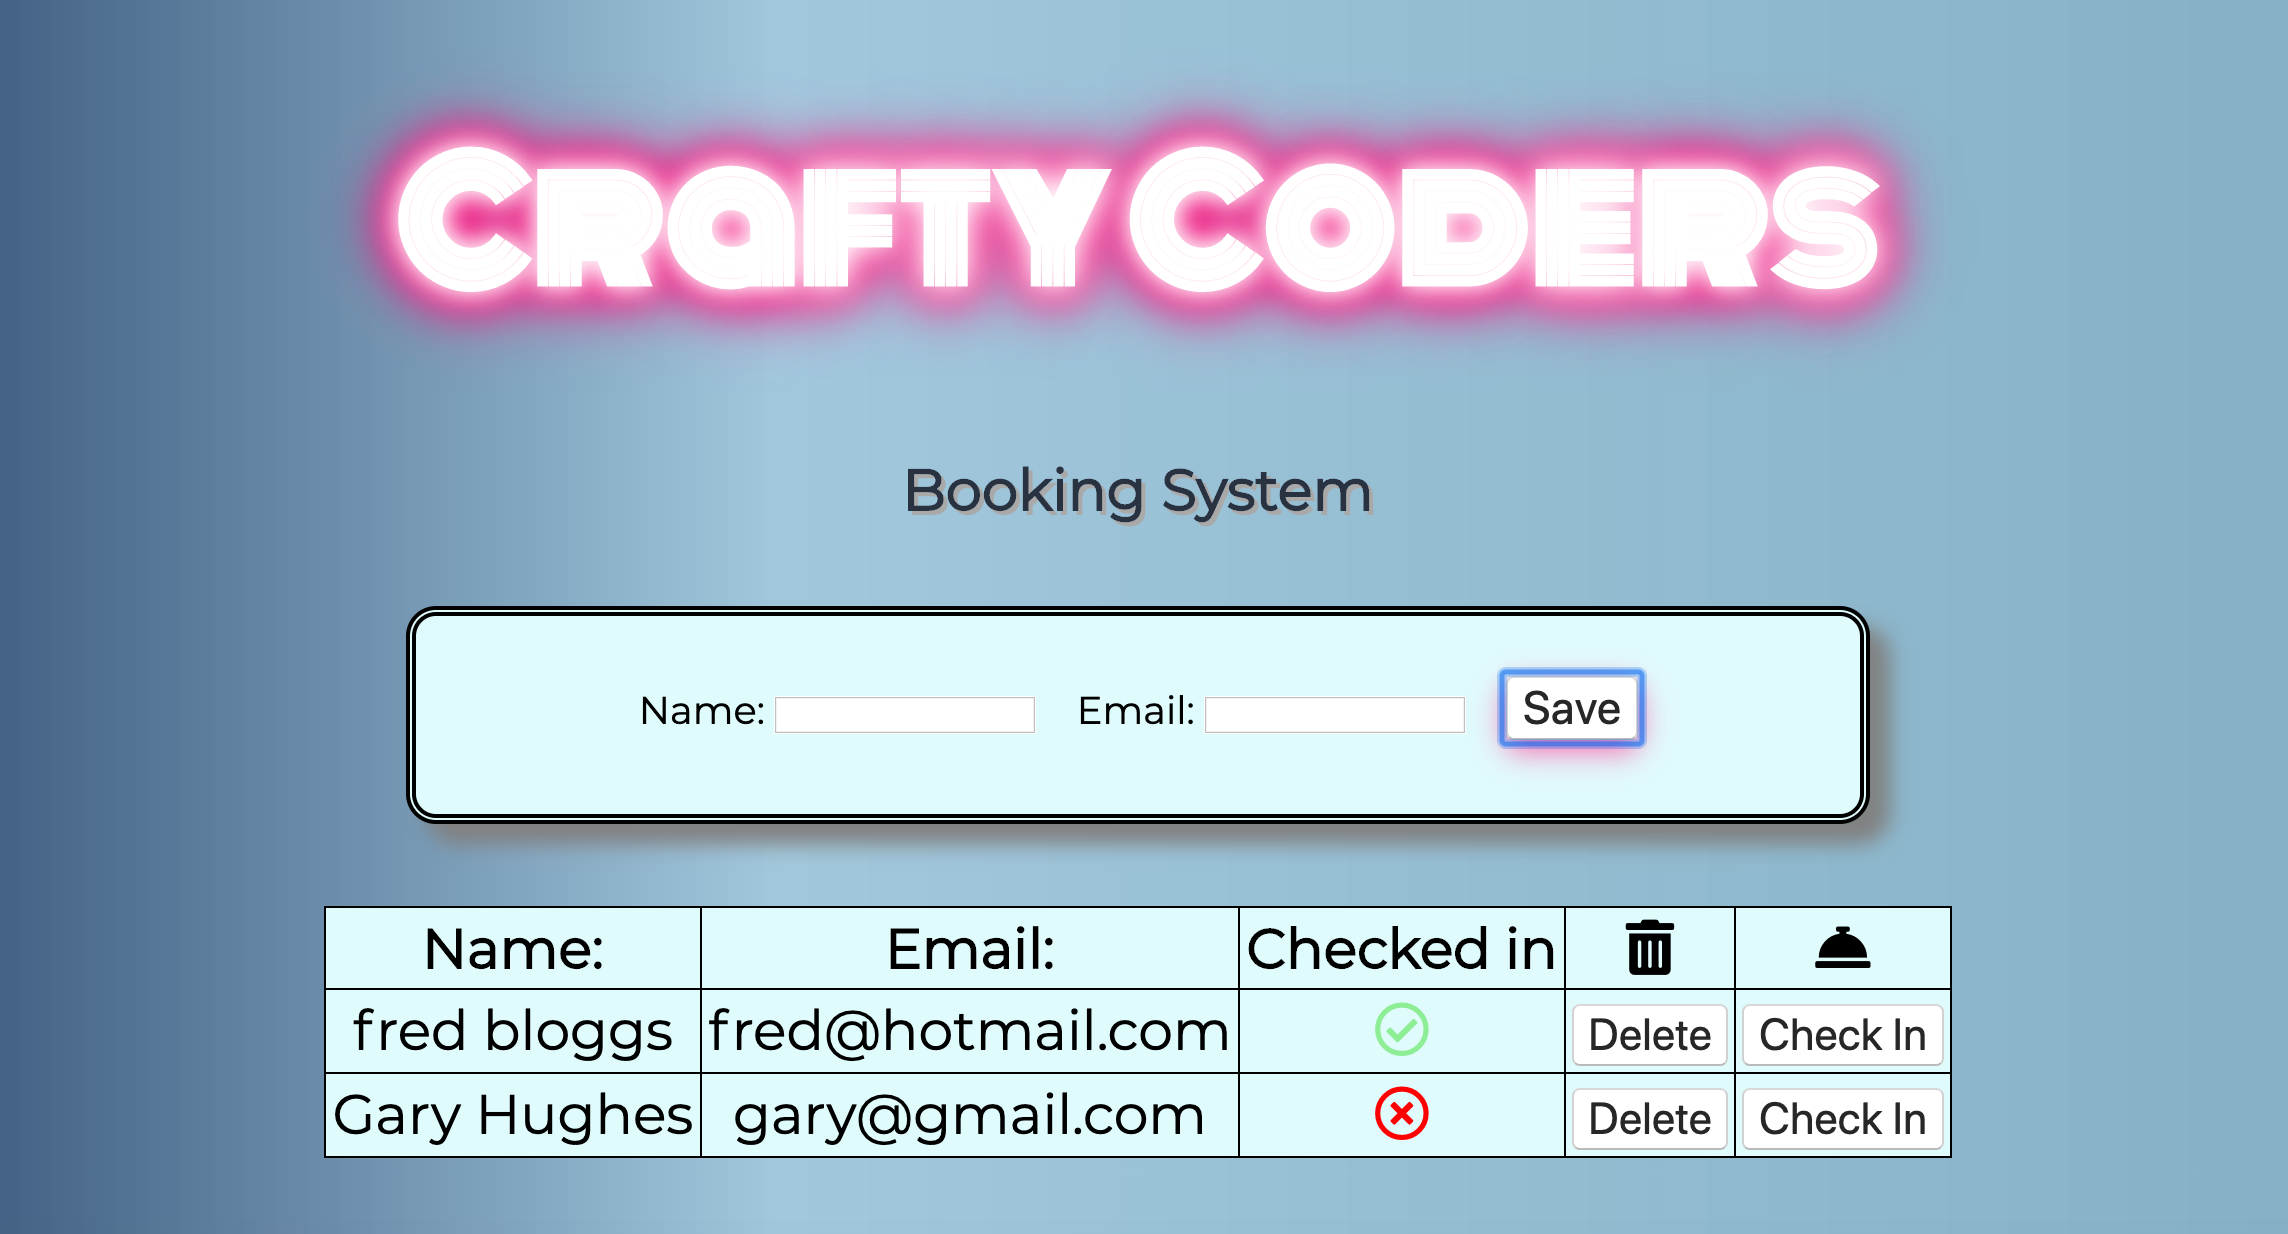 Crafty Coders
Booking System
Name: Email: Save
Name: Email: Checked in
fred bloggs fred@hotmail.com Delete Check In
Gary Hughes gary@gmail.com Delete Check In